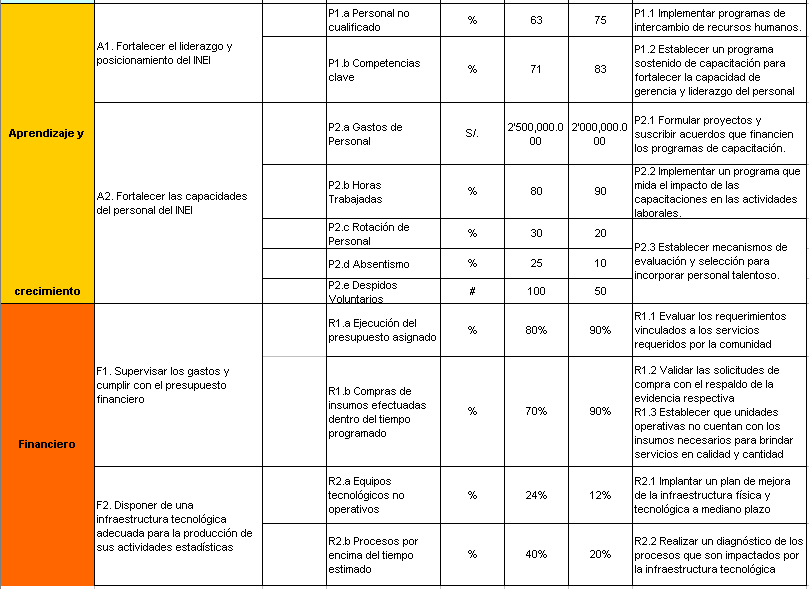 Aprendizaje y
crecimiento
A1. Fortalecer el liderazgo y
posicionamiento del INEI
P1.a Personal no
cualificado
%
63
75
P1.1 Implementar programas de
intercambio de recursos humanos.
P1.b Competencias
clave
%
71
83
P1.2 Establecer un programa
sostenido de capacitación para
fortalecer la capacidad de
gerencia y liderazgo del personal
A2. Fortalecer las capacidades
del personal del INEI
P2.a Gastos de
Personal
S/.
2'500,000.0
00
2'000,000.0
00
P2.1 Formular proyectos y
suscribir acuerdos que financien
los programas de capacitación.
P2.b Horas
Trabajadas
%
80
90
P2.2 Implementar un programa que
mida el impacto de las
capacitaciones en las actividades
laborales.
P2.c Rotación de
Personal
%
30
20
P2.3 Establecer mecanismos de
evaluación y selección para
incorporar personal talentoso.
P2.d Absentismo
%
25
10
P2.e Despidos
Voluntarios
#
100
50
Financiero
F1. Supervisar los gastos y
cumplir con el presupuesto
financiero
R1.a Ejecución del
presupuesto asignado
%
80%
90%
R1.1 Evaluar los requerimientos
vinculados a los servicios
requeridos por la comunidad
R1.b Compras de
insumos efectuadas
dentro del tiempo
programado
%
70%
90%
R1.2 Validar las solicitudes de
compra con el respaldo de la
evidencia respectiva
R1.3 Establecer que unidades
operativas no cuentan con los
insumos necesarios para brindar
servicios en calidad y cantidad
F2. Disponer de una
infraestructura tecnológica
adecuada para la producción de
sus actividades estadísticas
R2.a Equipos
tecnológicos no
operativos
%
24%
12%
R2.1 Implantar un plan de mejora
de la infraestructura física y
tecnológica a mediano plazo
R2.b Procesos por
encima del tiempo
estimado
%
40%
20%
R2.2 Realizar un diagnóstico de los
procesos que son impactados por
la infraestructura tecnológica